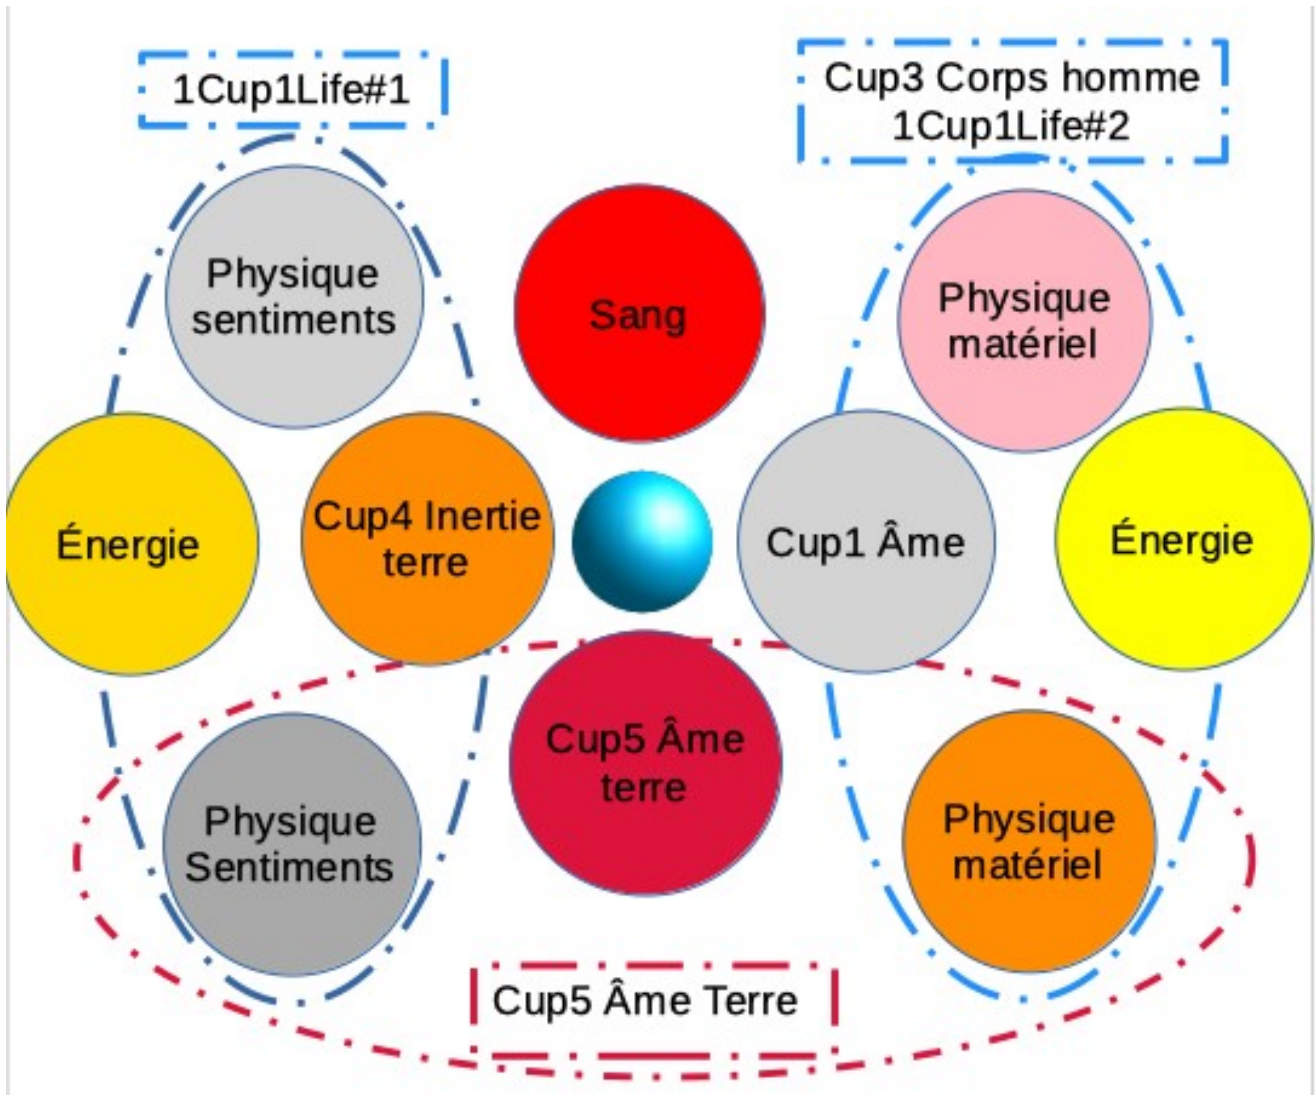 1Cup1Life#1
Cup3 Corps homme
1Cup1Life#2
Physique
sentiments
Sang
Physique
matériel
Énergie
Cup4 Inertie
terre
Cup1 Âme
Énergie
Cup5 Âme
terre
Physique
Sentiments
Physique
matériel
Cup5 Âme Terre